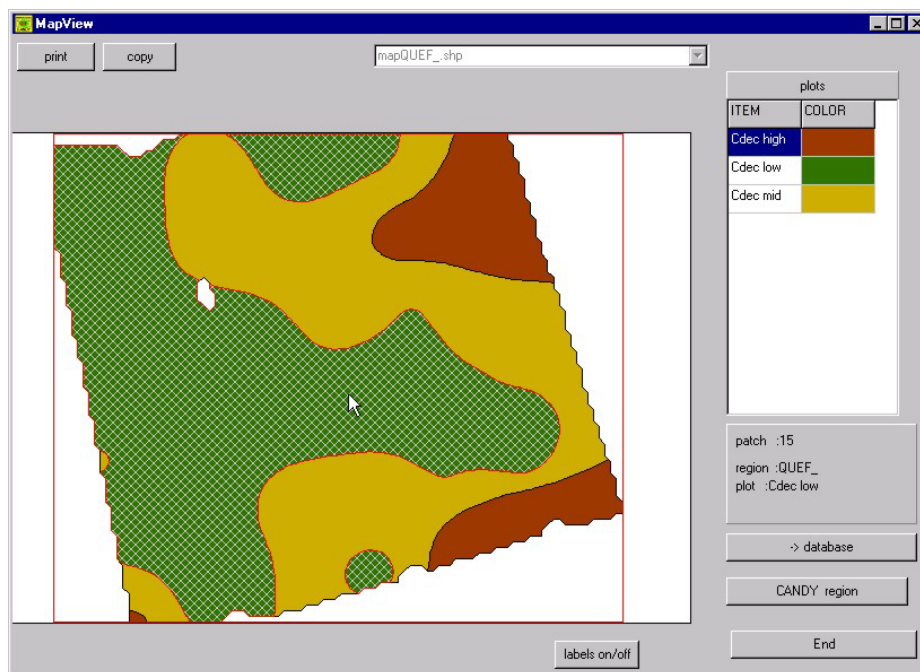 MapView
print
copy
mapQUEF_.shp
plots
ITEM COLOR
Cdec high
Cdec low
Cdec mid
patch :15
region :QUEF_
plot :Cdec low
-> database
CANDY region
labels on/off
End